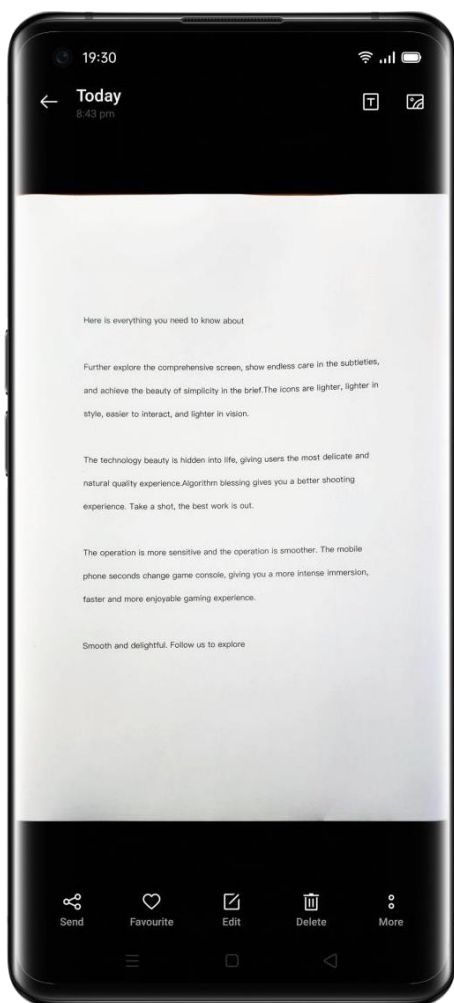 19:30
Today
8:43 pm
T
Here is everything you need to know about
Further explore the comprehensive screen, show endless care in the subtleties,
and achieve the beauty of simplicity in the brief.The icons are lighter, lighter in
style, easier to interact, and lighter in vision.
The technology beauty is hidden into life, giving users the most delicate and
natural quality experience.Algorithm blessing gives you a better shooting
experience. Take a shot, the best work is out.
The operation is more sensitive and the operation is smoother. The mobile
phone seconds change game console, giving you a more intense immersion,
faster and more enjoyable gaming experience.
Smooth and delightful. Follow us to explore
Send Favourite Edit Delete More